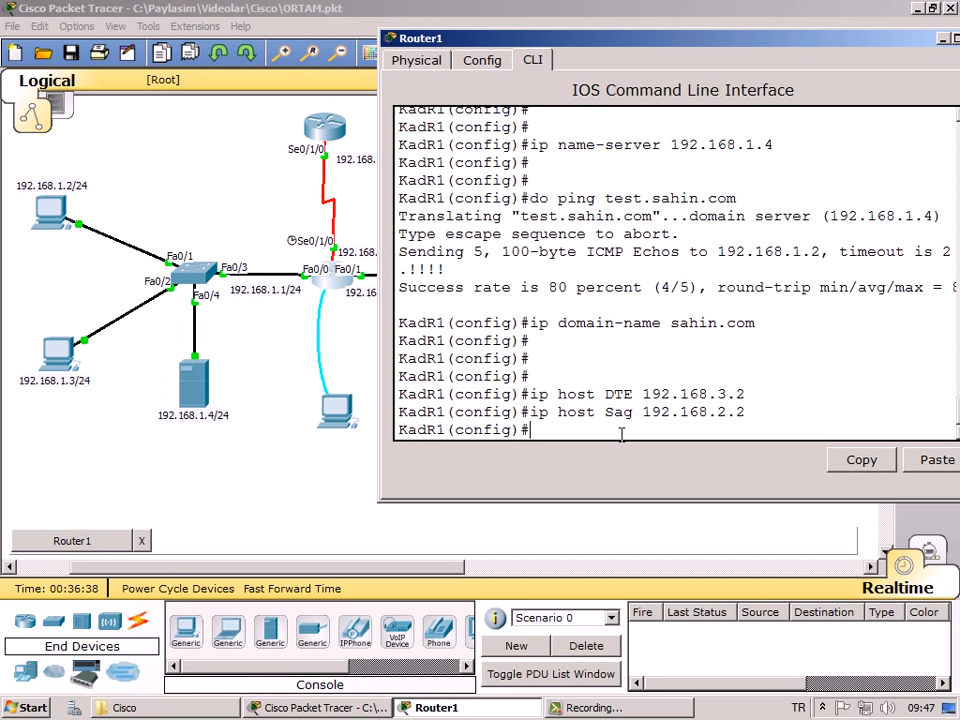 Cisco Packet Tracer - C:\Paylasim\Videolar\Cisco\ORTAM.pkt
File Edit Options View Tools Extensions Help
Logical
[Root]
Router1
Physical Config CLI
IOS Command Line Interface
KadR1(config)#
KadR1(config)#
KadR1(config)#ip name-server 192.168.1.4
KadR1(config)#
KadR1(config)#
KadR1(config)#do ping test.sahin.com
Translating "test.sahin.com"...domain server (192.168.1.4)
Type escape sequence to abort.
Sending 5, 100-byte ICMP Echos to 192.168.1.2, timeout is 2
.!!!!
Success rate is 80 percent (4/5), round-trip min/avg/max = 8
KadR1(config)#ip domain-name sahin.com
KadR1(config)#
KadR1(config)#
KadR1(config)#
KadR1(config)#ip host DTE 192.168.3.2
KadR1(config)#ip host Sag 192.168.2.2
KadR1(config)#
Copy Paste
Se0/1/0
192.168.
192.168.1.2/24
Se0/1/0
192.168.
Fa0/1
Fa0/3
Fa0/0 Fa0/1
Fa0/2
Fa0/4
192.168.1.1/24
192.16
192.168.1.3/24
192.168.1.4/24
Router1 X
Time: 00:36:38 Power Cycle Devices Fast Forward Time
Realtime
End Devices
Generic Generic Generic Generic IPPhone VoIP Device Phone
Console
Scenario 0
New Delete
Toggle PDU List Window
Fire Last Status Source Destination Type Color
Start Cisco Cisco Packet Tracer - C:\... Router1 Recording... TR 09:47